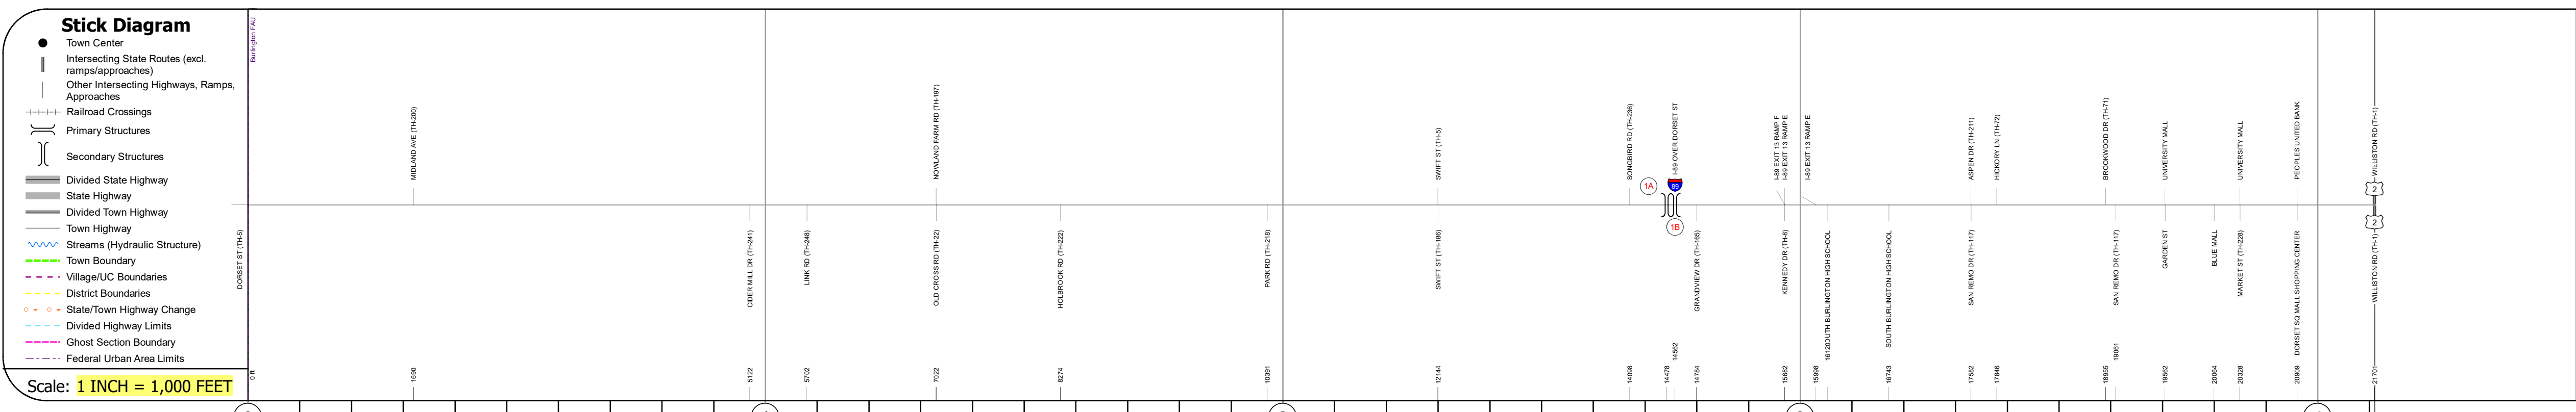 Stick Diagram
Town Center
Intersecting State Routes (excl.
ramps/approaches)
Other Intersecting Highways, Ramps,
Approaches
Railroad Crossings
Primary Structures
Secondary Structures
Divided State Highway
State Highway
Divided Town Highway
Town Highway
Streams (Hydraulic Structure)
Town Boundary
Village/UC Boundaries
District Boundaries
State/Town Highway Change
Divided Highway Limits
Ghost Section Boundary
Federal Urban Area Limits
Scale: 1 INCH = 1,000 FEET
Burlington FAU
DORSET ST (TH-5)
0 ft
MIDLAND AVE (TH-200)
1690
CIDER MILL DR (TH-241)
5122
LINK RD (TH-248)
5702
NOWLAND FARM RD (TH-197)
OLD CROSS RD (TH-22)
7022
HOLBROOK RD (TH-222)
8274
PARK RD (TH-218)
10391
SWIFT ST (TH-5)
SWIFT ST (TH-186)
12144
SONGBIRD RD (TH-236)
14098
1A
14478
I-89 OVER DORSET ST
89
1B
14562
GRANDVIEW DR (TH-165)
14784
I-89 EXIT 13 RAMP F
I-89 EXIT 13 RAMP E
KENNEDY DR (TH-8)
15682
I-89 EXIT 13 RAMP E
15998
OUTH BURLINGTON HIGH SCHOOL
16120
SOUTH BURLINGTON HIGH SCHOOL
16743
ASPEN DR (TH-211)
SAN REMO DR (TH-117)
17582
HICKORY LN (TH-72)
17846
BROOKWOOD DR (TH-71)
18955
SAN REMO DR (TH-117)
19061
UNIVERSITY MALL
GARDEN ST
19562
BLUE MALL
20064
UNIVERSITY MALL
MARKET ST (TH-228)
20328
PEOPLES UNITED BANK
DORSET SQ MALL SHOPPING CENTER
20909
WILLISTON RD (TH-1)
2
2
WILLISTON RD (TH-1)
21701